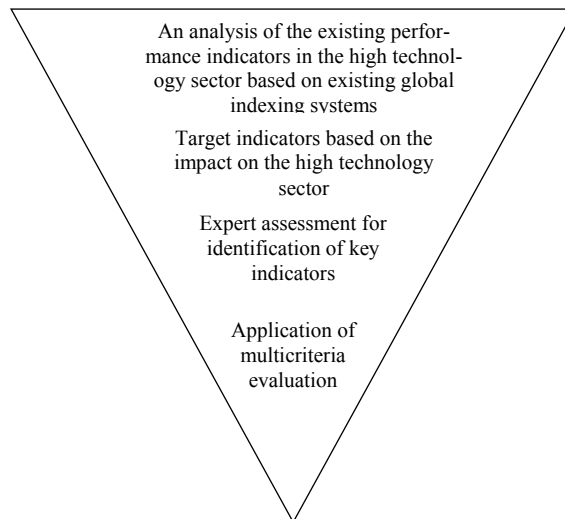 An analysis of the existing perfor-
mance indicators in the high technol-
ogy sector based on existing global
indexing systems
Target indicators based on the
impact on the high technology
sector
Expert assessment for
identification of key
indicators
Application of
multicriteria
evaluation